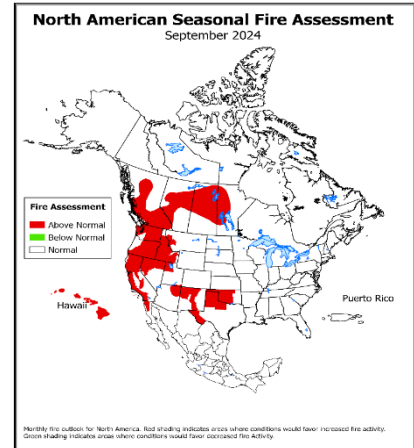 North American Seasonal Fire Assessment
September 2024
Fire Assessment
Above Normal
Below Normal
Normal
Hawaii
Puerto Rico
Monthly fire outlook for North America. Red shading indicates areas where conditions would favor increased fire activity.
Green shading indicates areas where conditions would favor decreased fire Activity.